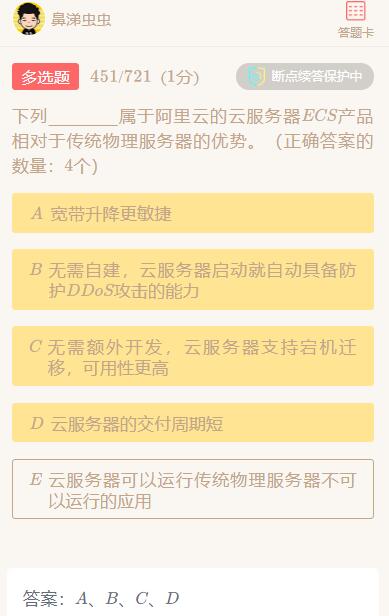 鼻涕虫虫
答题卡
多选题 451/721 (1分) 断点续答保护中
下列________属于阿里云的云服务器ECS产品
相对于传统物理服务器的优势。（正确答案的
数量：4个）
A 宽带升降更敏捷
B 无需自建，云服务器启动就自动具备防
护DDoS攻击的能力
C 无需额外开发，云服务器支持宕机迁
移，可用性更高
D 云服务器的交付周期短
E 云服务器可以运行传统物理服务器不可
以运行的应用
答案：A、B、C、D